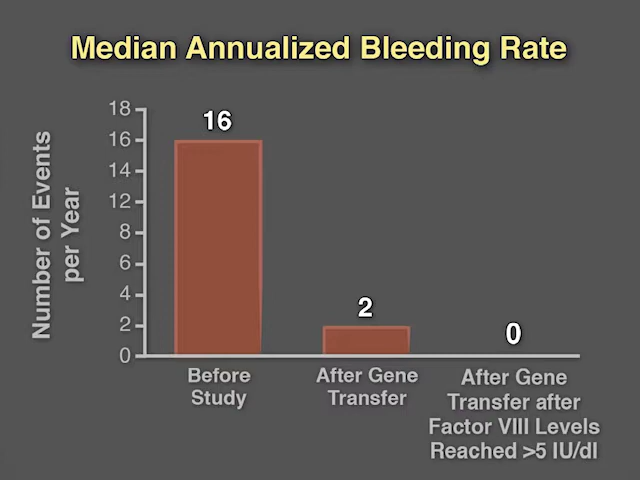 Median Annualized Bleeding Rate
Number of Events
per Year
18
16
14
12
8
6
4
2
0
16
2
0
Before
Study
After Gene
Transfer
After Gene
Transfer after
Factor VIII Levels
Reached >5 IU/dl